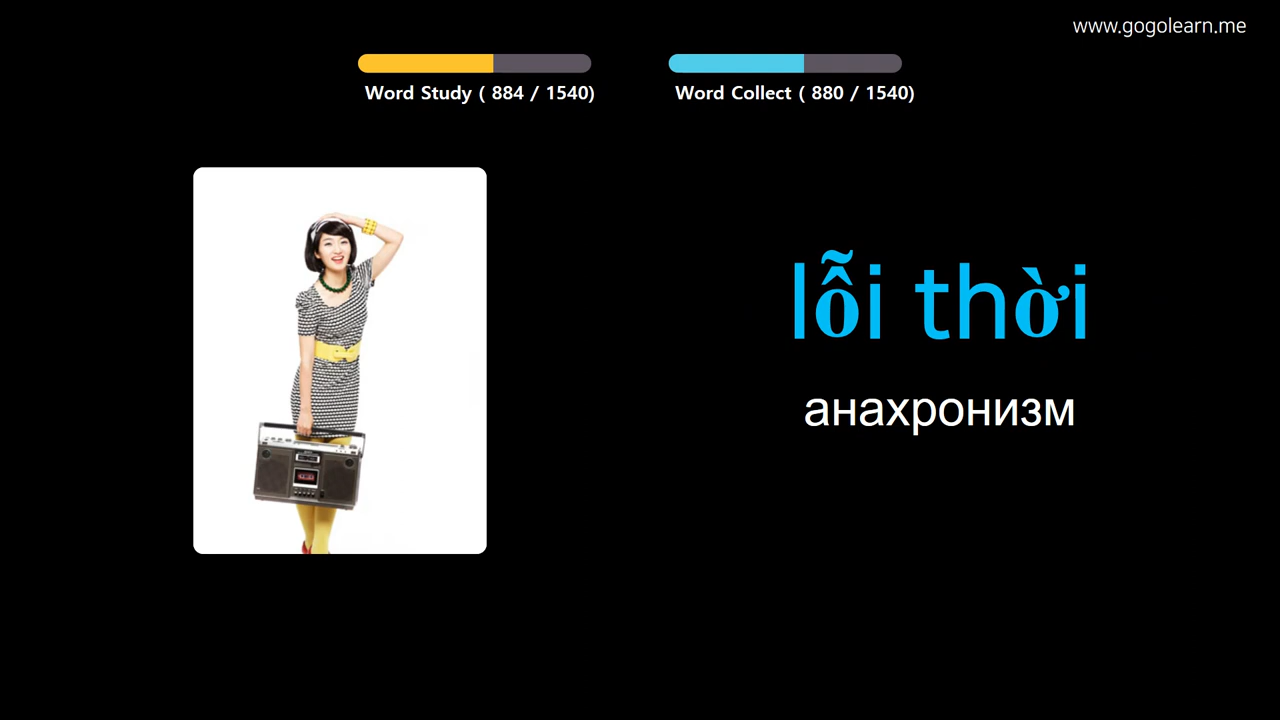 www.gogolearn.me
Word Study ( 884 / 1540)
Word Collect ( 880 / 1540)
lỗi thời
анахронизм